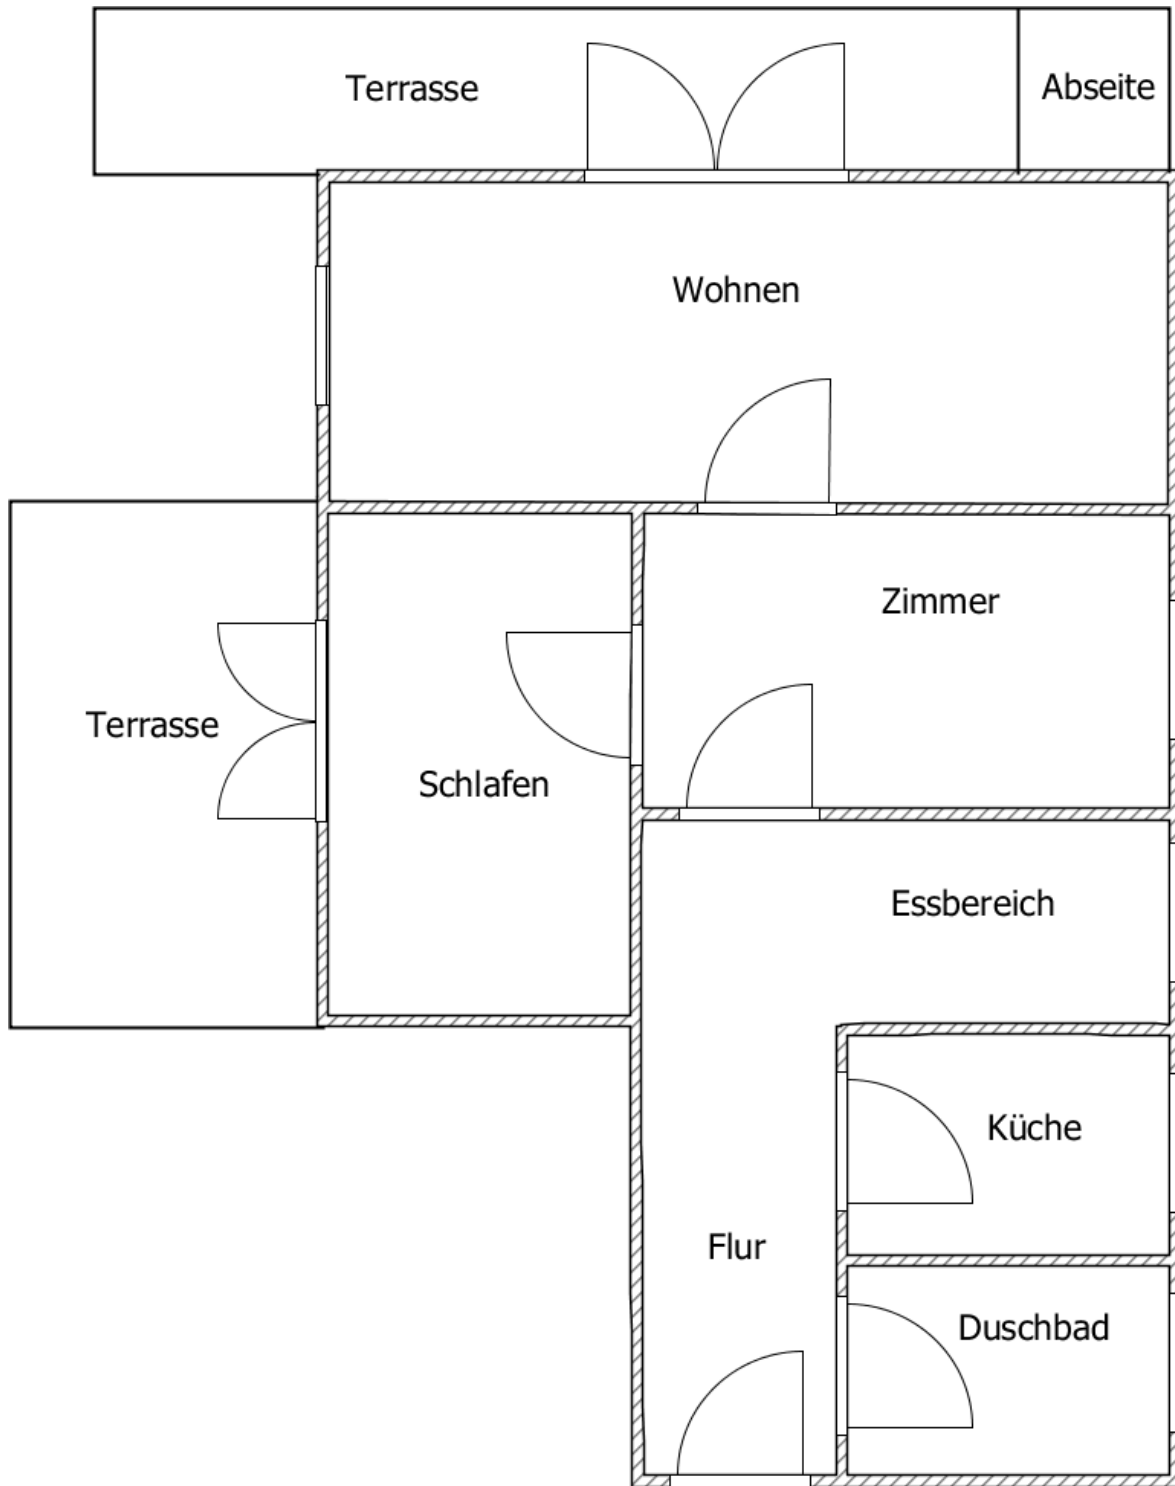 Terrasse
Abseite
Wohnen
Zimmer
Terrasse
Schlafen
Essbereich
Küche
Flur
Duschbad